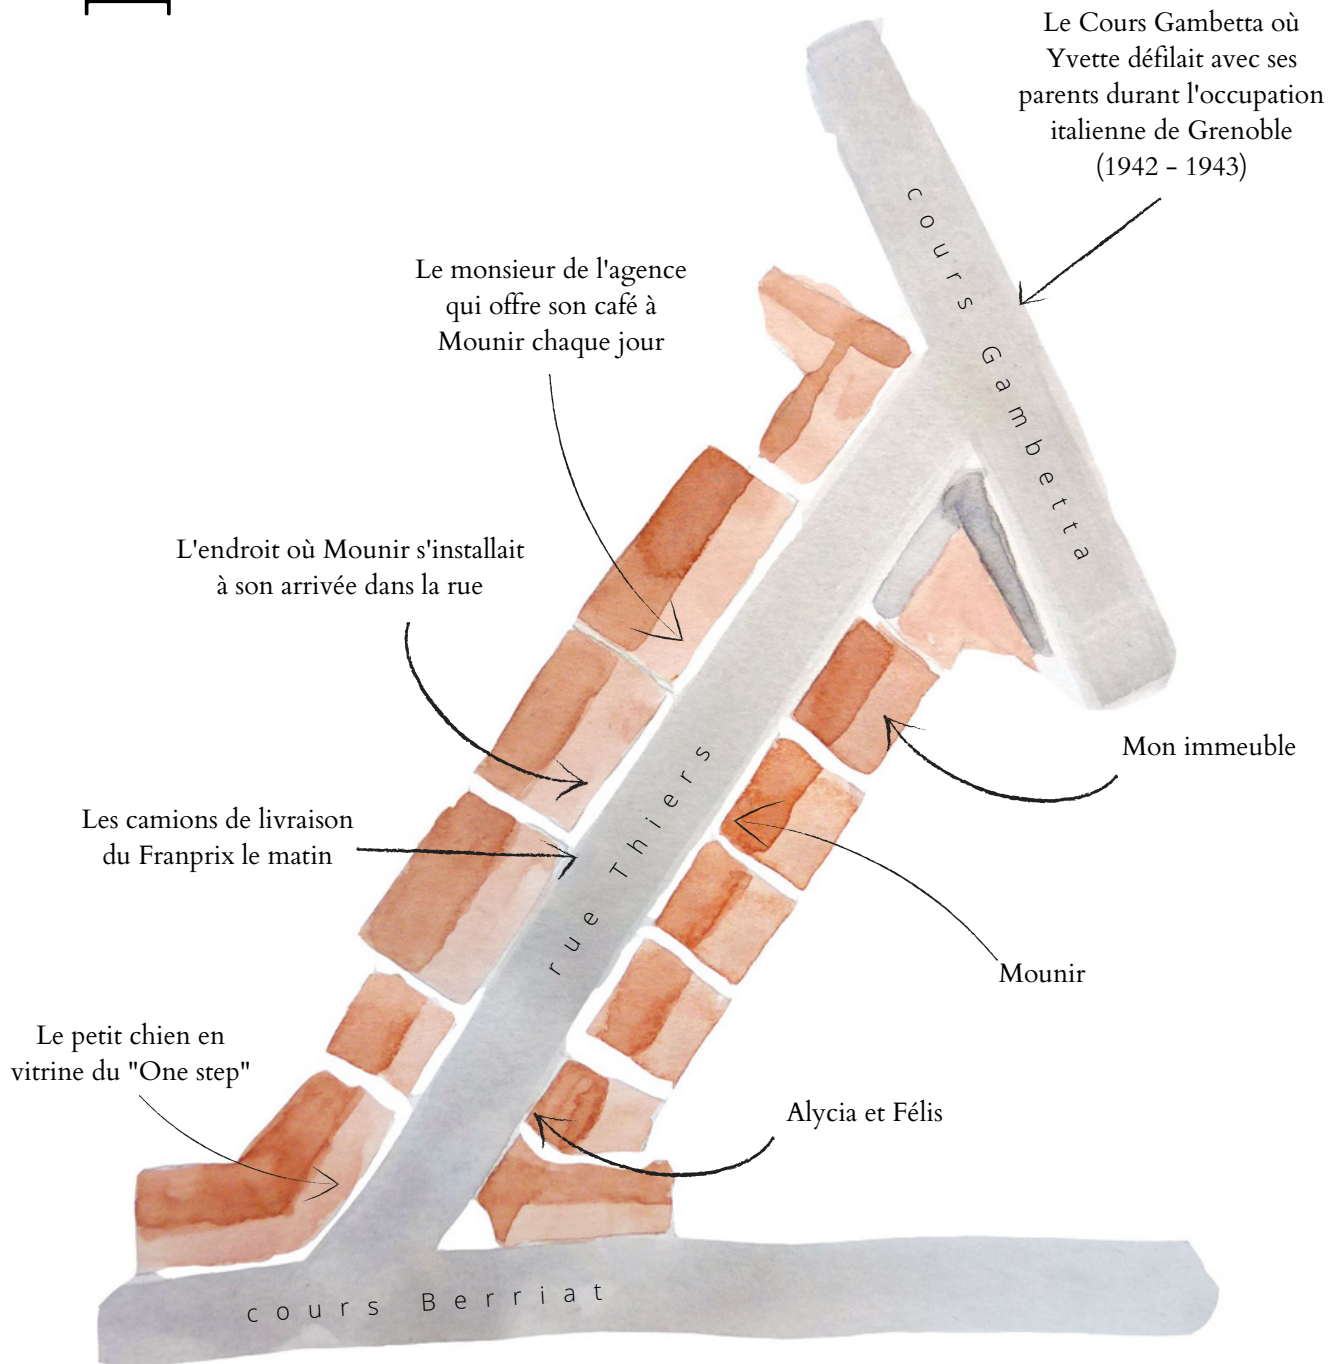 Le Cours Gambetta où
Yvette défilait avec ses
parents durant l'occupation
italienne de Grenoble
(1942 - 1943)
cours Gambetta
Le monsieur de l'agence
qui offre son café à
Mounir chaque jour
L'endroit où Mounir s'installait
à son arrivée dans la rue
Mon immeuble
Les camions de livraison
du Franprix le matin
rue Thiers
Mounir
Le petit chien en
vitrine du "One step"
Alycia et Félis
cours Berriat